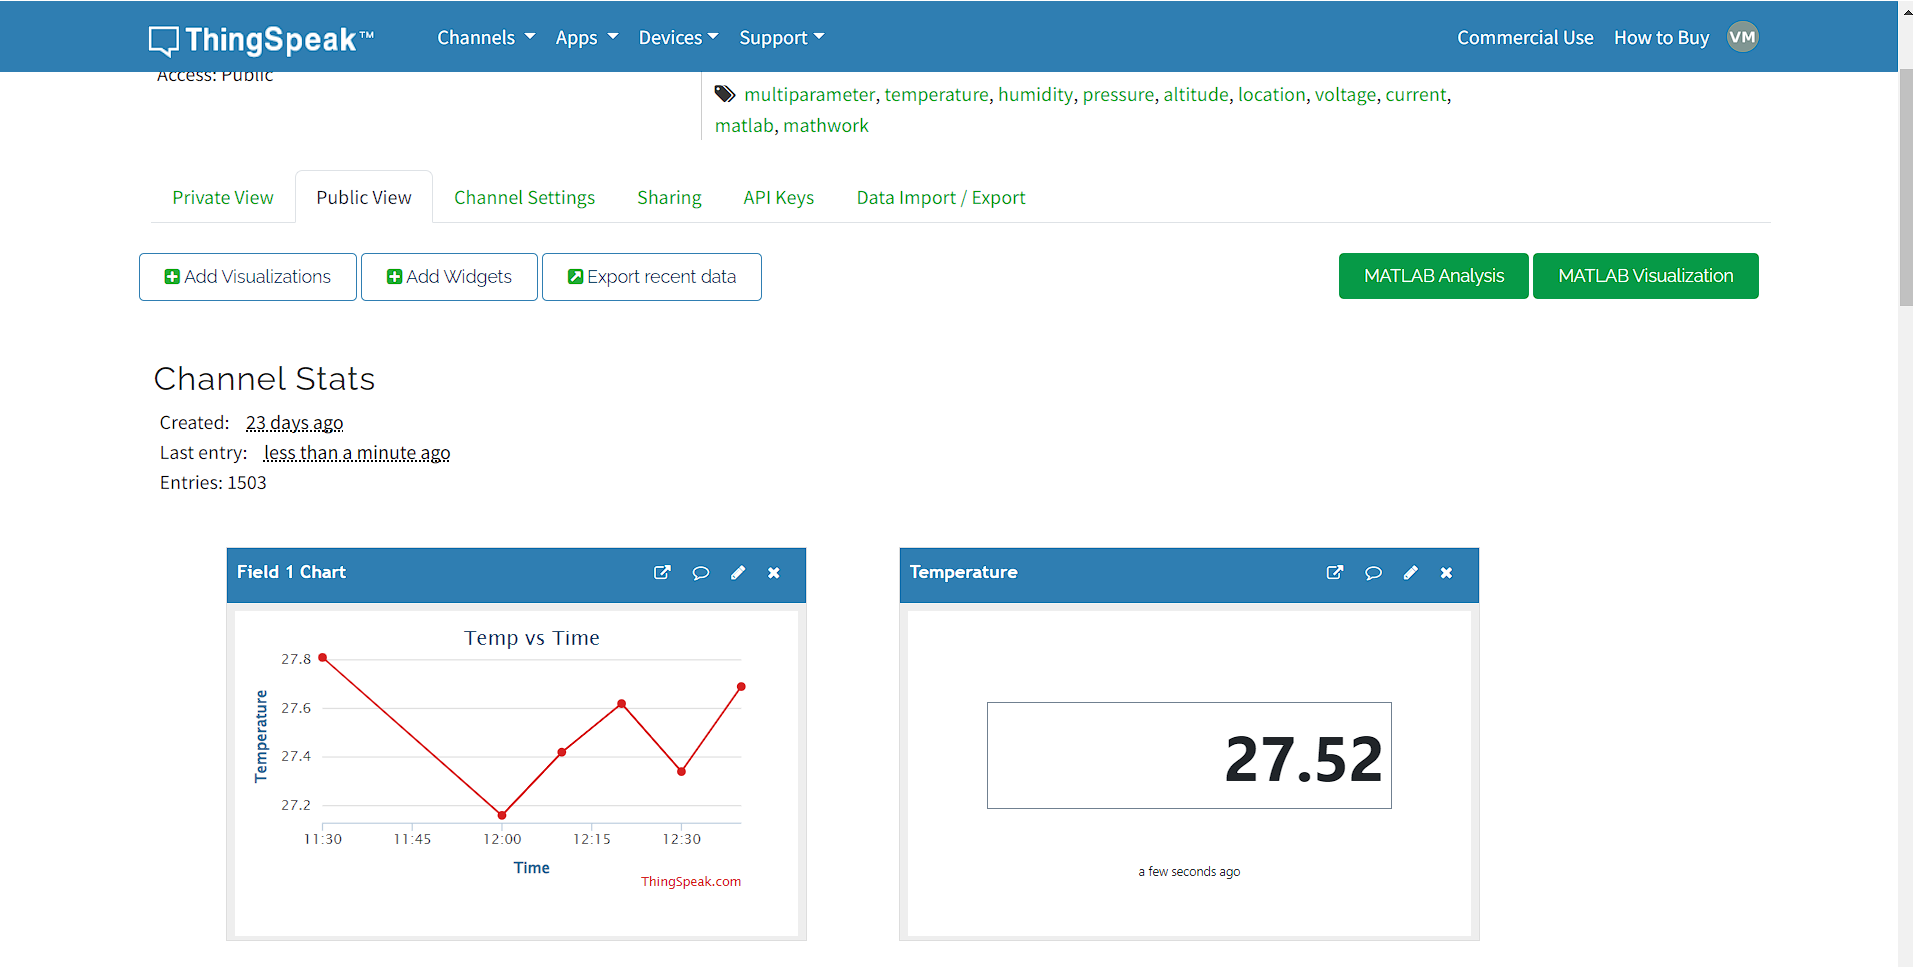 ThingSpeak™ Channels Apps Devices Support Commercial Use How to Buy VM
Access: Public
multiparameter, temperature, humidity, pressure, altitude, location, voltage, current,
matlab, mathwork
Private View Public View Channel Settings Sharing API Keys Data Import / Export
Add Visualizations Add Widgets Export recent data MATLAB Analysis MATLAB Visualization
Channel Stats
Created: 23 days ago
Last entry: less than a minute ago
Entries: 1503
Field 1 Chart
Temp vs Time
Temperature
27.8
27.6
27.4
27.2
11:30 11:45 12:00 12:15 12:30
Time
ThingSpeak.com
Temperature
27.52
a few seconds ago